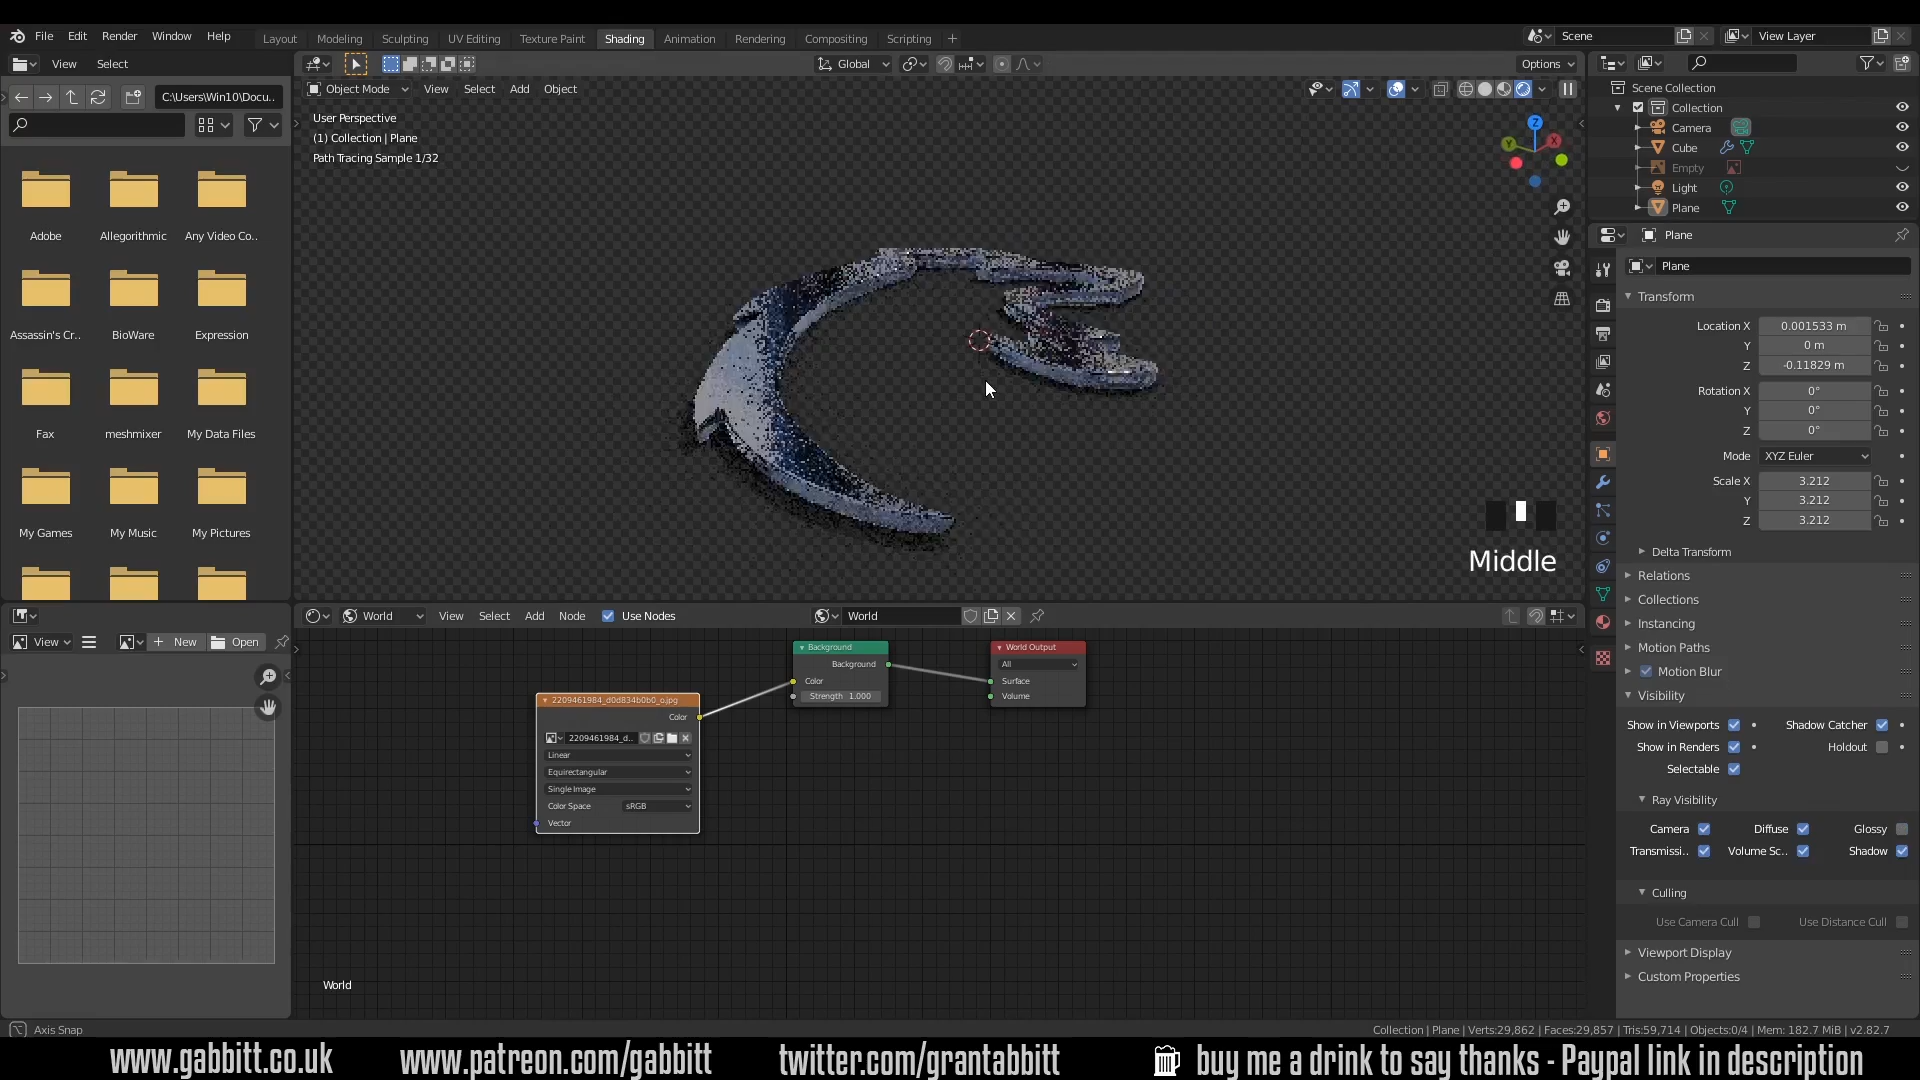 File Edit Render Window Help
Layout Modeling Sculpting UV Editing Texture Paint Shading Animation Rendering Compositing Scripting +
Scene
View Layer
View Select
Global
Options
C:\Users\Win10\Docu..
Object Mode View Select Add Object
User Perspective
(1) Collection | Plane
Path Tracing Sample 1/32
Z
Y
X
Adobe
Allegorithmic
Any Video Co..
Assassin's Cr..
BioWare
Expression
Fax
meshmixer
My Data Files
My Games
My Music
My Pictures
Middle
Scene Collection
Collection
Camera
Cube
Empty
Light
Plane
Plane
Plane
Transform
Location X 0.001533 m
Y 0 m
Z -0.11829 m
Rotation X 0°
Y 0°
Z 0°
Mode XYZ Euler
Scale X 3.212
Y 3.212
Z 3.212
Delta Transform
Relations
Collections
Instancing
Motion Paths
Motion Blur
Visibility
Show in Viewports Shadow Catcher
Show in Renders Holdout
Selectable
Ray Visibility
Camera Diffuse Glossy
Transmissi.. Volume Sc.. Shadow
Culling
Use Camera Cull Use Distance Cull
Viewport Display
Custom Properties
View + New Open
World View Select Add Node Use Nodes
World
Background
Background
Color
Strength 1.000
World Output
All
Surface
Volume
2209461984_d0d834b0b0_o.jpg
Color
2209461984_d..
Linear
Equirectangular
Single Image
Color Space sRGB
Vector
World
Axis Snap
Collection | Plane | Verts:29,862 | Faces:29,857 | Tris:59,714 | Objects:0/4 | Mem: 182.7 MiB | v2.82.7
www.gabbitt.co.uk www.patreon.com/gabbitt twitter.com/grantabbitt buy me a drink to say thanks - Paypal link in description